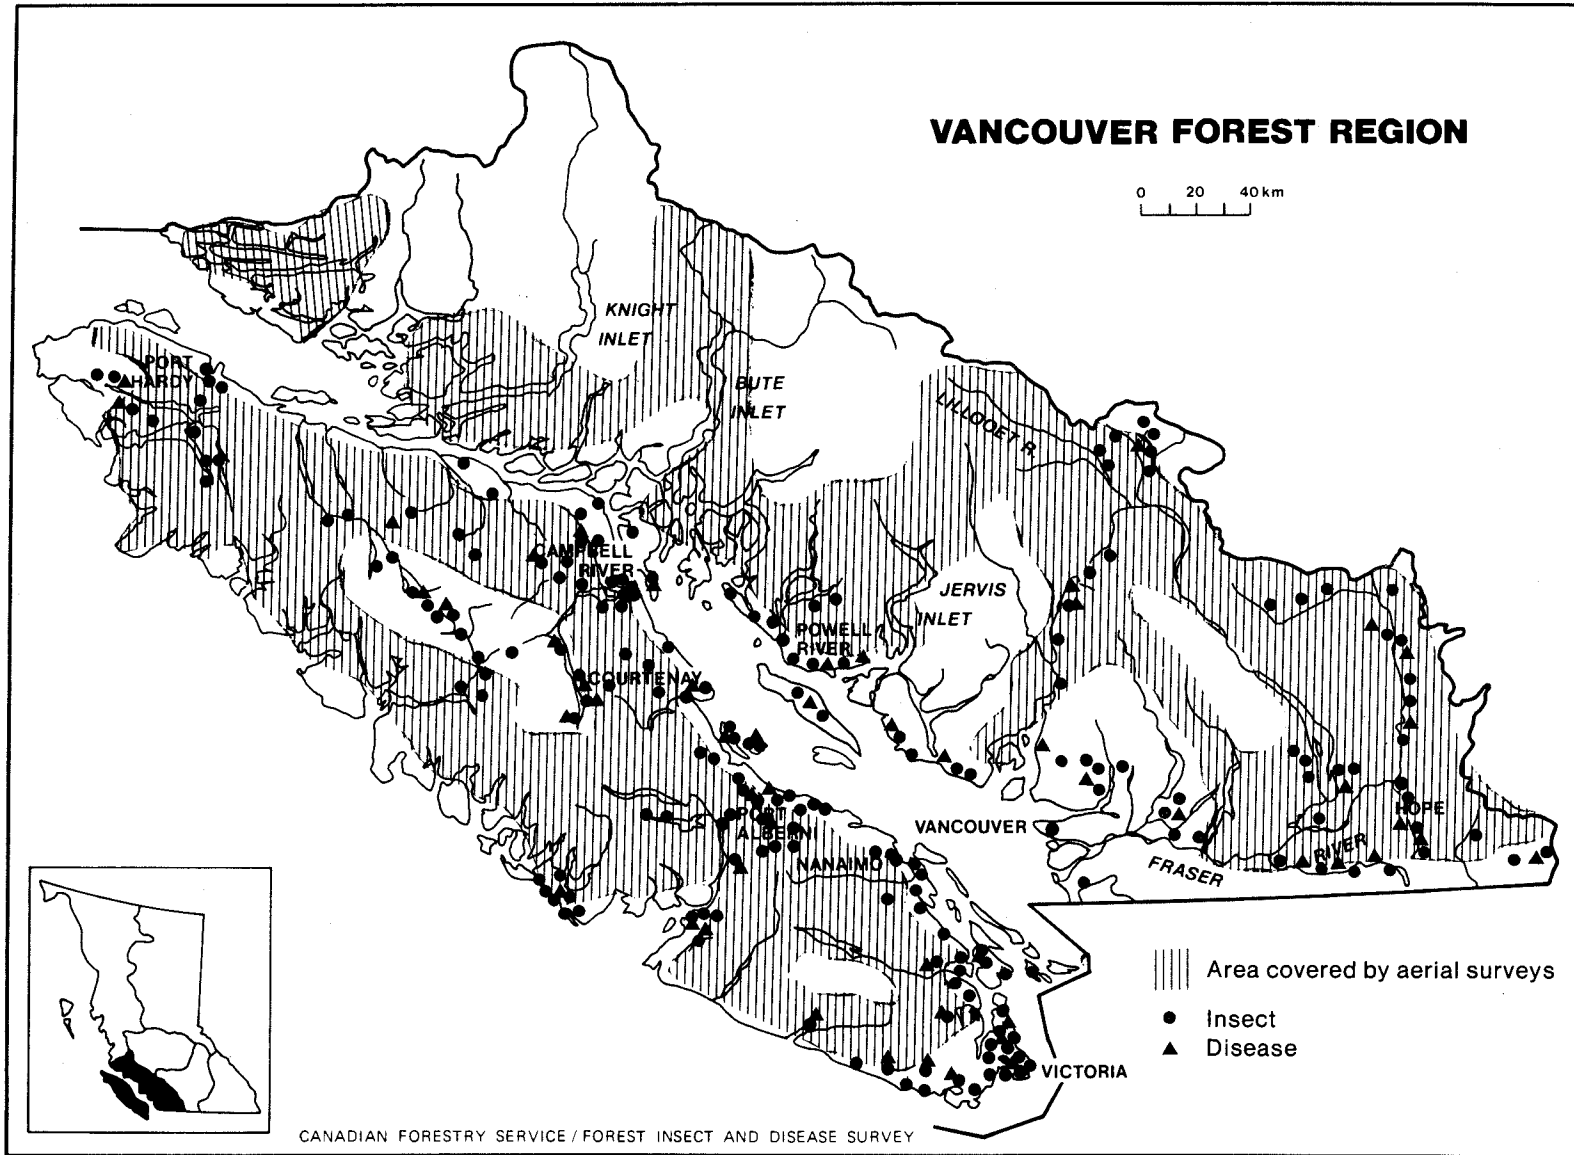 VANCOUVER FOREST REGION
0 20 40 km
KNIGHT
INLET
PORT
HARDY
BUTE
INLET
LILLOOET R.
CAMPBELL
RIVER
JERVIS
INLET
POWELL
RIVER
COURTENAY
PORT
ALBERNI
HOPE
VANCOUVER
NANAIMO
FRASER
RIVER
Area covered by aerial surveys
Insect
Disease
VICTORIA
CANADIAN FORESTRY SERVICE / FOREST INSECT AND DISEASE SURVEY